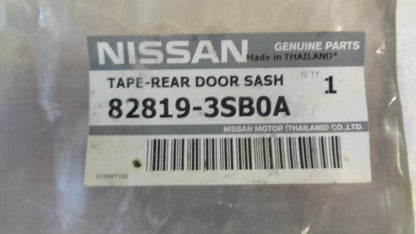 NISSAN GENUINE PARTS
Made in THAILAND*
TAPE-REAR DOOR SASH Q'TY 1
82819-3SB0A
NISSAN MOTOR (THAILAND) CO.,LTD.